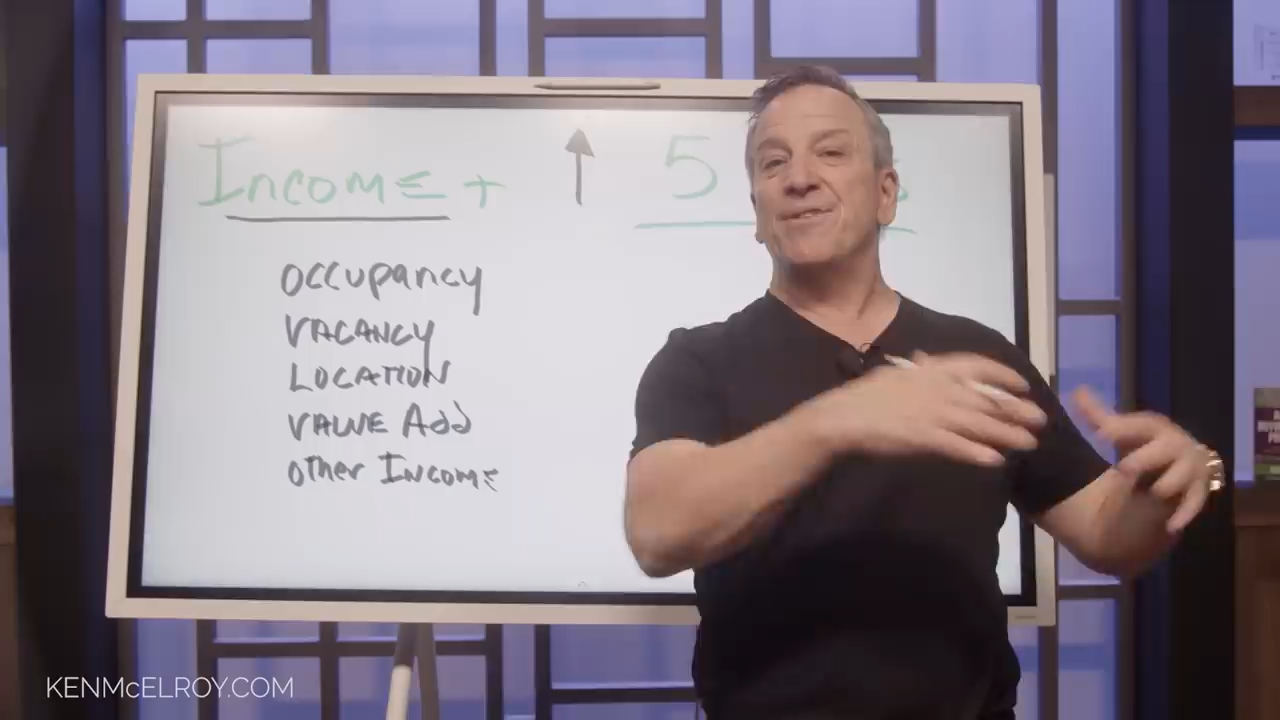 Income + ↑ 5
Occupancy
Vacancy
Location
Value Add
Other Income
KENMcELROY.COM